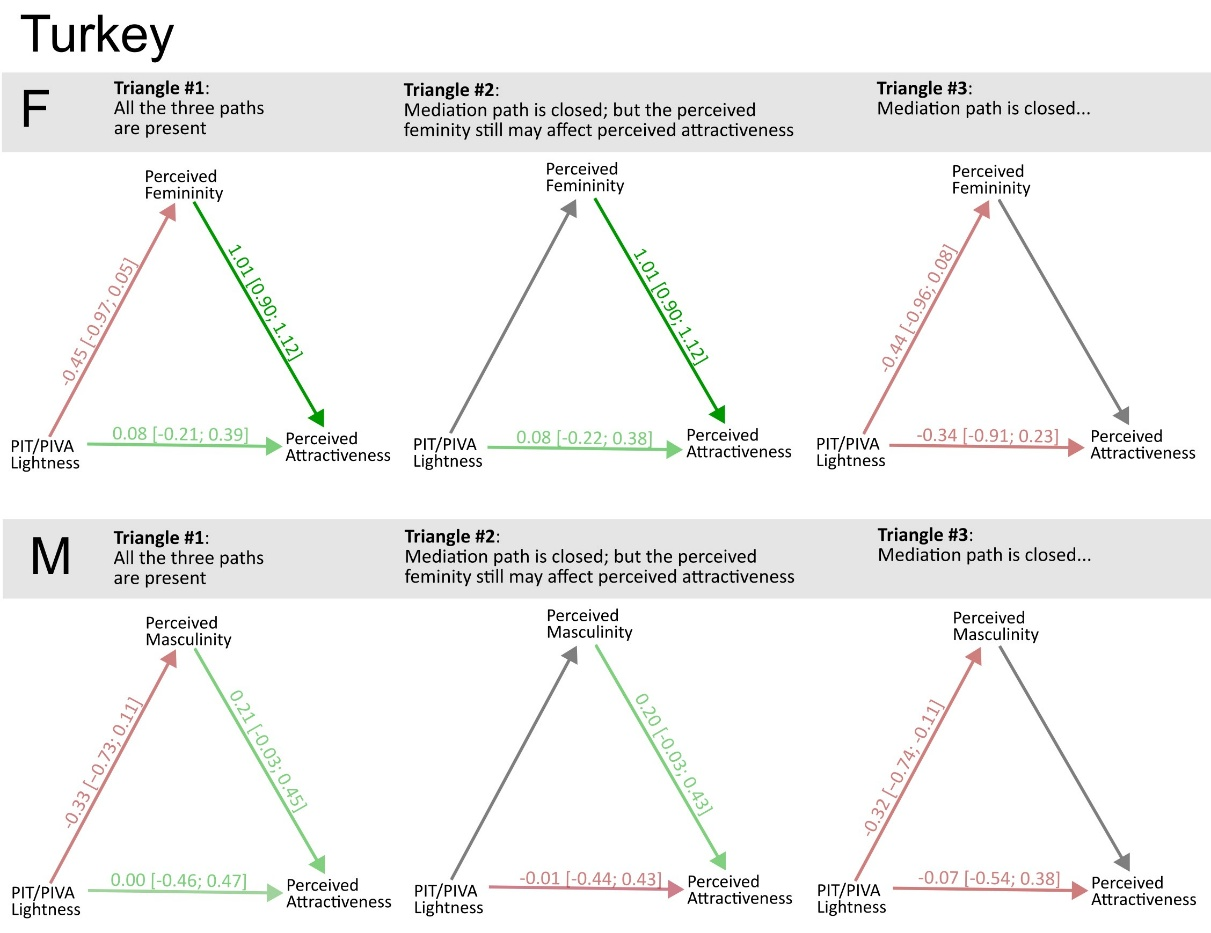 Turkey
F
Triangle #1:
All the three paths
are present
Triangle #2:
Mediation path is closed; but the perceived
feminity still may affect perceived attractiveness
Triangle #3:
Mediation path is closed...
Perceived
Femininity
-0.45 [-0.97; 0.05]
1.01 [0.90; 1.12]
0.08 [-0.21; 0.39]
PIT/PIVA
Lightness
Perceived
Attractiveness
Perceived
Femininity
1.01 [0.90; 1.12]
0.08 [-0.22; 0.38]
PIT/PIVA
Lightness
Perceived
Attractiveness
Perceived
Femininity
-0.44 [-0.96; 0.08]
-0.34 [-0.91; 0.23]
PIT/PIVA
Lightness
Perceived
Attractiveness
M
Triangle #1:
All the three paths
are present
Triangle #2:
Mediation path is closed; but the perceived
feminity still may affect perceived attractiveness
Triangle #3:
Mediation path is closed...
Perceived
Masculinity
-0.33 [−0.73; 0.11]
0.21 [-0.03; 0.45]
0.00 [-0.46; 0.47]
PIT/PIVA
Lightness
Perceived
Attractiveness
Perceived
Masculinity
0.20 [-0.03; 0.43]
-0.01 [-0.44; 0.43]
PIT/PIVA
Lightness
Perceived
Attractiveness
Perceived
Masculinity
-0.32 [−0.74; -0.11]
-0.07 [-0.54; 0.38]
PIT/PIVA
Lightness
Perceived
Attractiveness